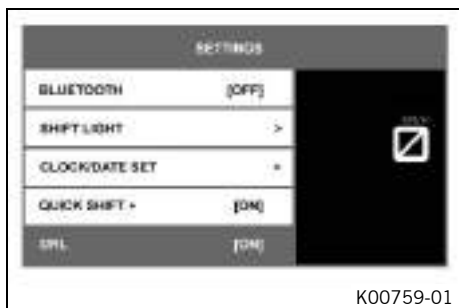 SETTINGS
BLUETOOTH [OFF]
SHIFT LIGHT >
CLOCK/DATE SET
QUICK SHIFT + [ON]
DRL [ON]
K00759-01